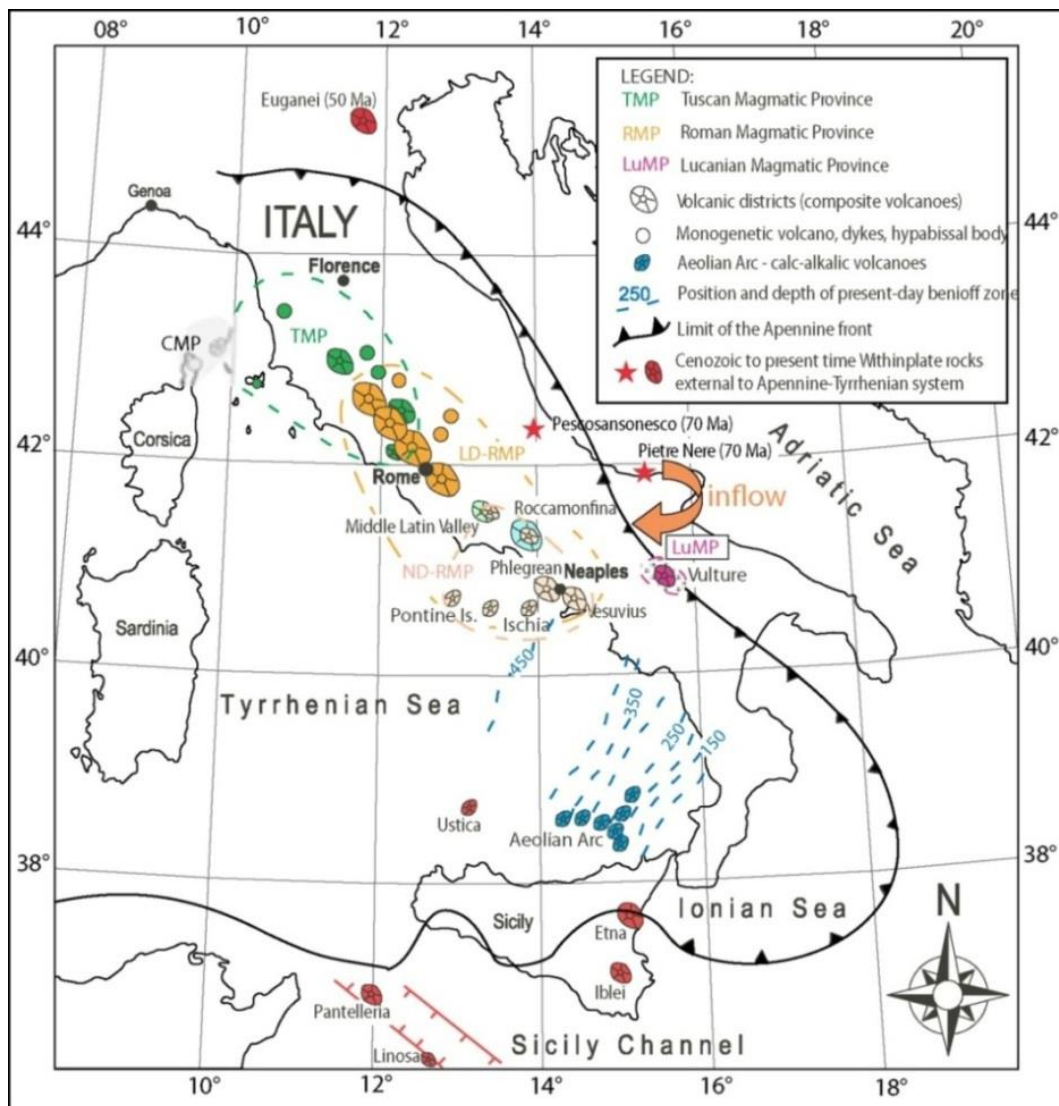 08°
10°
12°
14°
16°
18°
20°
LEGEND:
TMP Tuscan Magmatic Province
RMP Roman Magmatic Province
LuMP Lucanian Magmatic Province
Volcanic districts (composite volcanoes)
Monogenetic volcano, dykes, hypabissal body
Aeolian Arc - calc-alkalic volcanoes
250 Position and depth of present-day benioff zone
Limit of the Apennine front
Cenozoic to present time Withinplate rocks
external to Apennine-Tyrrhenian system
Euganei (50 Ma)
Genoa
ITALY
44°
44°
Florence
CMP
TMP
Corsica
42°
42°
Pescosansonesco (70 Ma)
Pietre Nere (70 Ma)
LD-RMP
Rome
inflow
Adriatic Sea
Middle Latin Valley
Roccamonfina
LuMP
Vulture
ND-RMP
Phlegrean
Neaples
Pontine Is.
Ischia
Vesuvius
Sardinia
40°
40°
Tyrrhenian Sea
450
350
250
150
Ustica
Aeolian Arc
38°
38°
Sicily
Ionian Sea
Etna
Iblei
N
Pantelleria
Linosa
Sicily Channel
10°
12°
14°
16°
18°